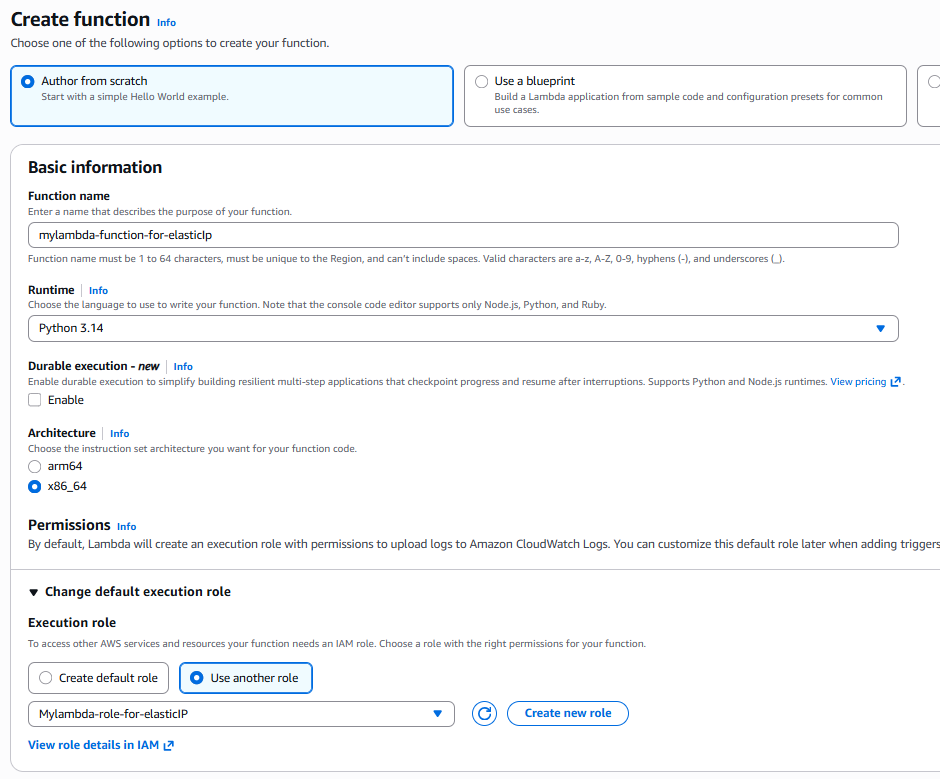 Create function Info
Choose one of the following options to create your function.
Author from scratch
Start with a simple Hello World example.
Use a blueprint
Build a Lambda application from sample code and configuration presets for common
use cases.
Basic information
Function name
Enter a name that describes the purpose of your function.
mylambda-function-for-elasticIp
Function name must be 1 to 64 characters, must be unique to the Region, and can't include spaces. Valid characters are a-z, A-Z, 0-9, hyphens (-), and underscores (_).
Runtime Info
Choose the language to use to write your function. Note that the console code editor supports only Node.js, Python, and Ruby.
Python 3.14
Durable execution - new Info
Enable durable execution to simplify building resilient multi-step applications that checkpoint progress and resume after interruptions. Supports Python and Node.js runtimes. View pricing .
Enable
Architecture Info
Choose the instruction set architecture you want for your function code.
arm64
x86_64
Permissions Info
By default, Lambda will create an execution role with permissions to upload logs to Amazon CloudWatch Logs. You can customize this default role later when adding triggers
Change default execution role
Execution role
To access other AWS services and resources your function needs an IAM role. Choose a role with the right permissions for your function.
Create default role
Use another role
Mylambda-role-for-elasticIP
Create new role
View role details in IAM